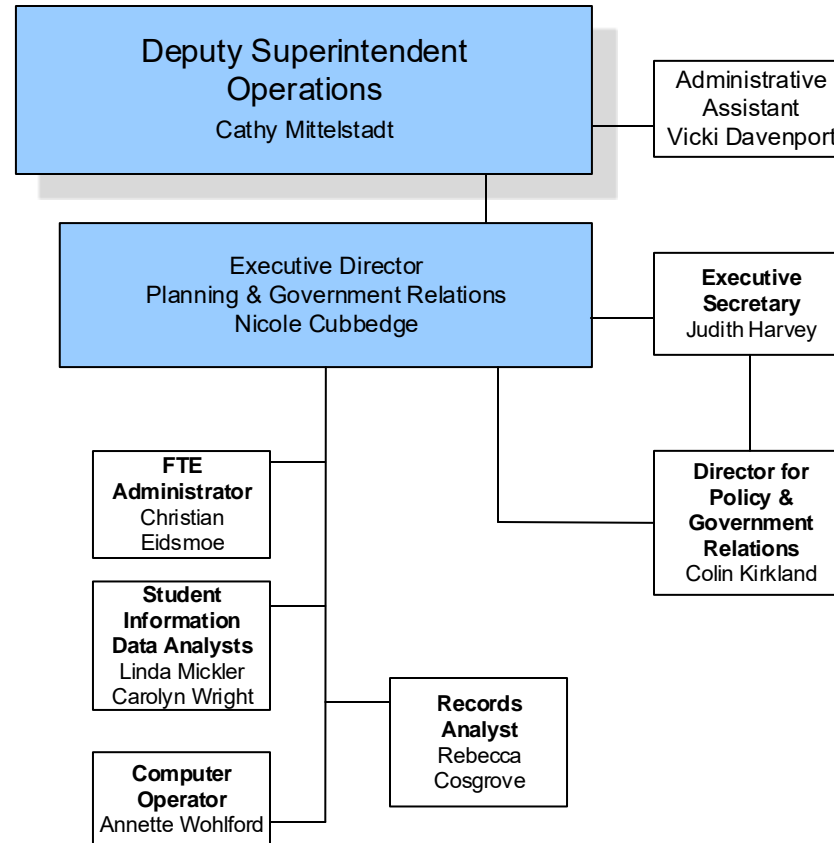 Deputy Superintendent
Operations
Cathy Mittelstadt
Administrative
Assistant
Vicki Davenport
Executive Director
Planning & Government Relations
Nicole Cubbedge
Executive
Secretary
Judith Harvey
FTE
Administrator
Christian
Eidsmoe
Director for
Policy &
Government
Relations
Colin Kirkland
Student
Information
Data Analysts
Linda Mickler
Carolyn Wright
Records
Analyst
Rebecca
Cosgrove
Computer
Operator
Annette Wohlford